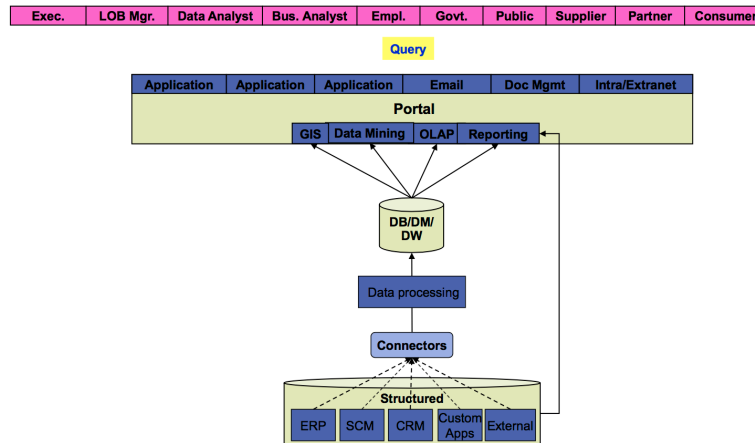 Exec. LOB Mgr. Data Analyst Bus. Analyst Empl. Govt. Public Supplier Partner Consumer
Query
Application Application Application Email Doc Mgmt Intra/Extranet
Portal
GIS Data Mining OLAP Reporting
DB/DM/
DW
Data processing
Connectors
Structured
ERP SCM CRM Custom Apps External